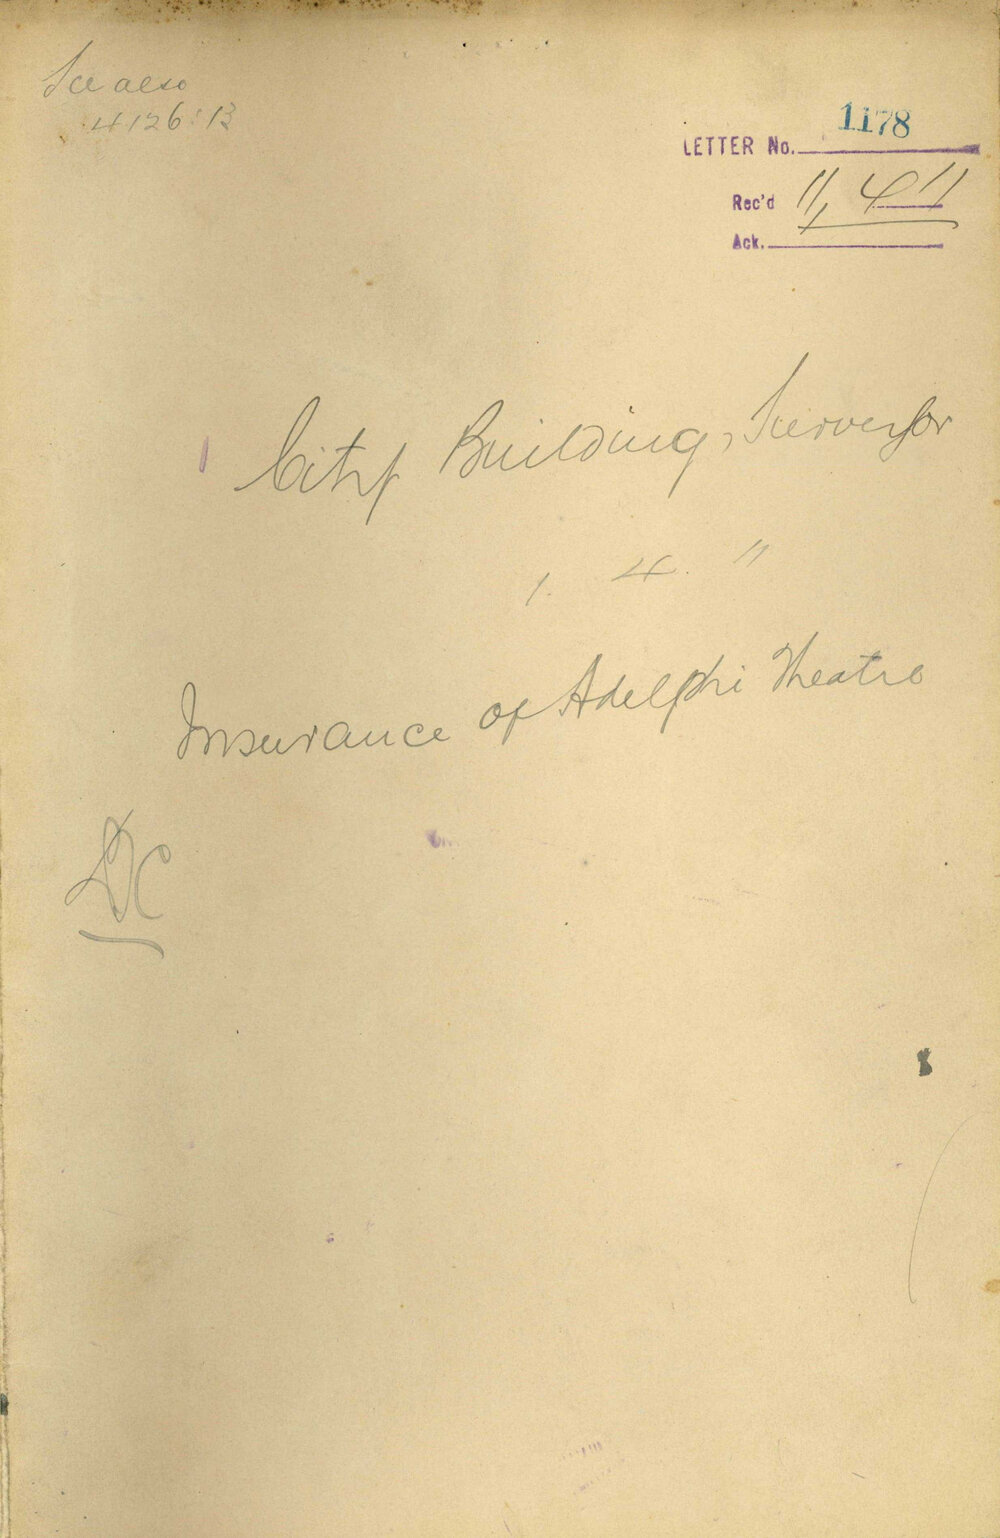 See also
4126:13
LETTER No. 1178
Rec'd 11/4 11
Ack.
City Building Surveyor
1. 4. 11
Insurance of Adelphi Theatre